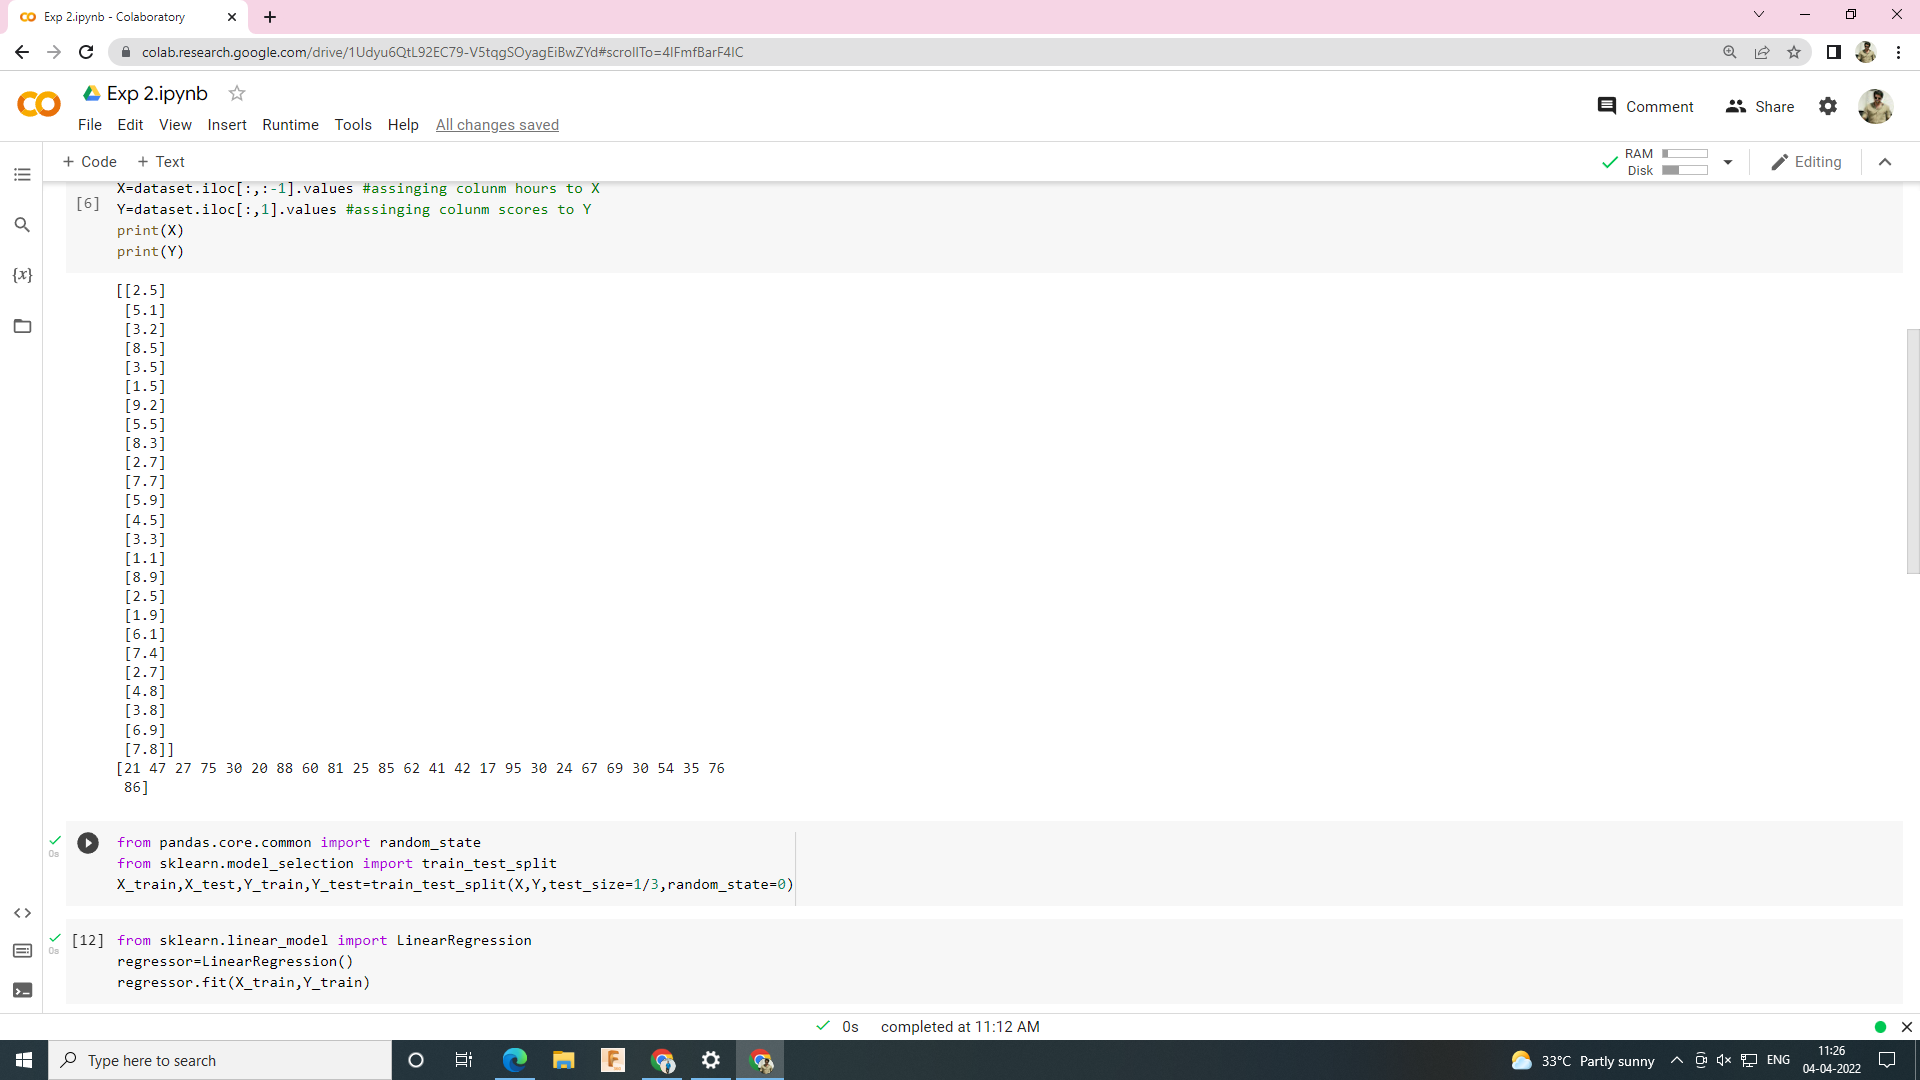 Exp 2.ipynb - Colaboratory
colab.research.google.com/drive/1Udyu6QtL92EC79-V5tqgSOyagEiBwZYd#scrollTo=4lFmfBarF4lC
Exp 2.ipynb
File Edit View Insert Runtime Tools Help All changes saved
Comment Share
+ Code + Text
RAM
Disk
Editing
[6]
X=dataset.iloc[:,:-1].values #assinging colunm hours to X
Y=dataset.iloc[:,1].values #assinging colunm scores to Y
print(X)
print(Y)
[[2.5]
[5.1]
[3.2]
[8.5]
[3.5]
[1.5]
[9.2]
[5.5]
[8.3]
[2.7]
[7.7]
[5.9]
[4.5]
[3.3]
[1.1]
[8.9]
[2.5]
[1.9]
[6.1]
[7.4]
[2.7]
[4.8]
[3.8]
[6.9]
[7.8]]
[21 47 27 75 30 20 88 60 81 25 85 62 41 42 17 95 30 24 67 69 30 54 35 76
86]
0s
from pandas.core.common import random_state
from sklearn.model_selection import train_test_split
X_train,X_test,Y_train,Y_test=train_test_split(X,Y,test_size=1/3,random_state=0)
0s
[12] from sklearn.linear_model import LinearRegression
regressor=LinearRegression()
regressor.fit(X_train,Y_train)
0s completed at 11:12 AM
Type here to search
33°C Partly sunny
ENG
11:26
04-04-2022